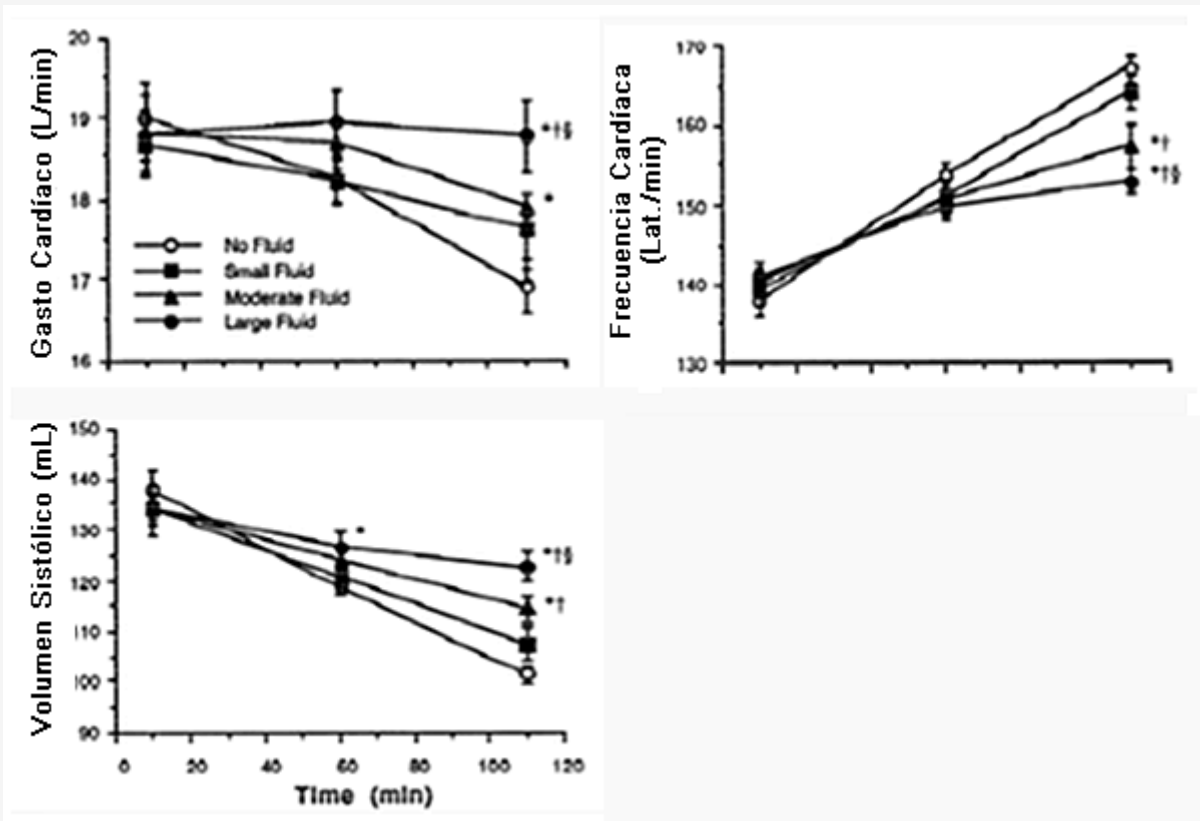 Gasto Cardíaco (L/min)
20
19
18
17
16
*†§
*
No Fluid
Small Fluid
Moderate Fluid
Large Fluid
Frecuencia Cardíaca
(Lat./min)
170
160
150
140
130
*†
*†§
Volumen Sistólico (mL)
150
140
130
120
110
100
90
*
*†§
*†
0 20 40 60 80 100 120
Time (min)